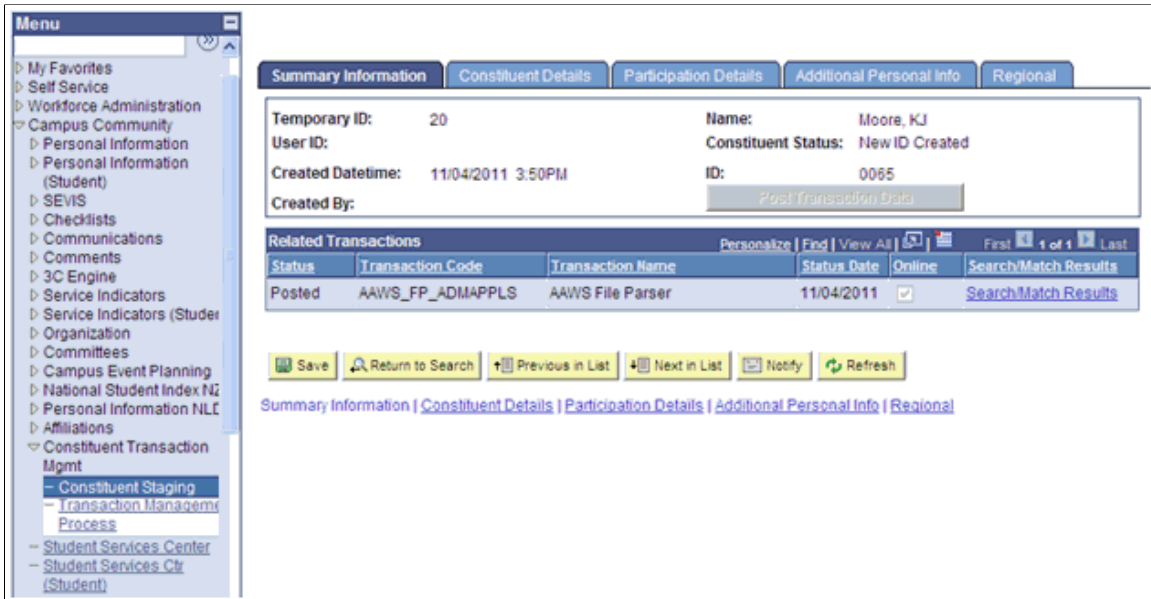 Menu
My Favorites
Self Service
Workforce Administration
Campus Community
Personal Information
Personal Information
(Student)
SEVIS
Checklists
Communications
Comments
3C Engine
Service Indicators
Service Indicators (Studen
Organization
Committees
Campus Event Planning
National Student Index NZ
Personal Information NLD
Affiliations
Constituent Transaction
Mgmt
– Constituent Staging
– Transaction Manageme
Process
– Student Services Center
– Student Services Ctr
(Student)
Summary Information Constituent Details Participation Details Additional Personal Info Regional
Temporary ID: 20 Name: Moore, KJ
User ID: Constituent Status: New ID Created
Created Datetime: 11/04/2011 3:50PM ID: 0065
Created By: Post Transaction Data
Related Transactions Personalize | Find | View All | | First 1 of 1 Last
Status Transaction Code Transaction Name Status Date Online Search/Match Results
Posted AAWS_FP_ADMAPPLS AAWS File Parser 11/04/2011 Search/Match Results
Save Return to Search Previous in List Next in List Notify Refresh
Summary Information | Constituent Details | Participation Details | Additional Personal Info | Regional